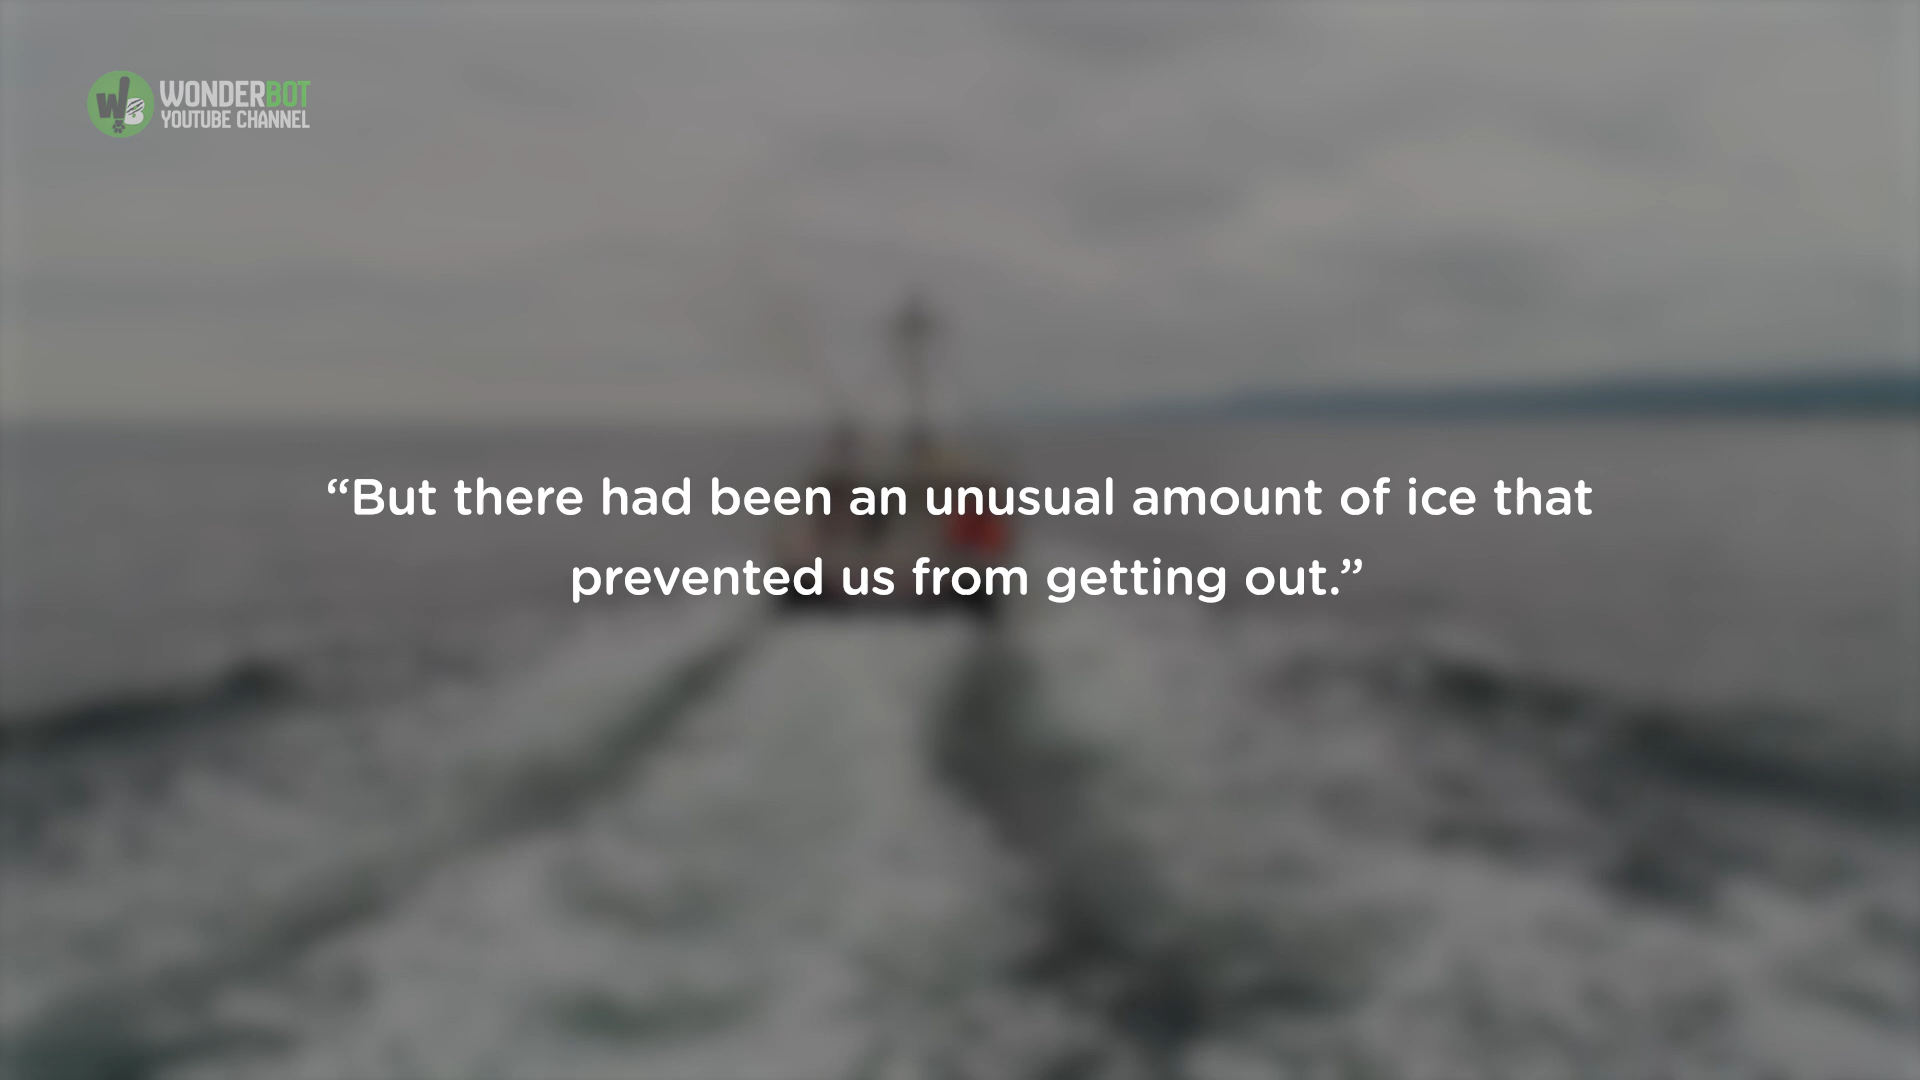 WONDERBOT
YOUTUBE CHANNEL
“But there had been an unusual amount of ice that
prevented us from getting out.”